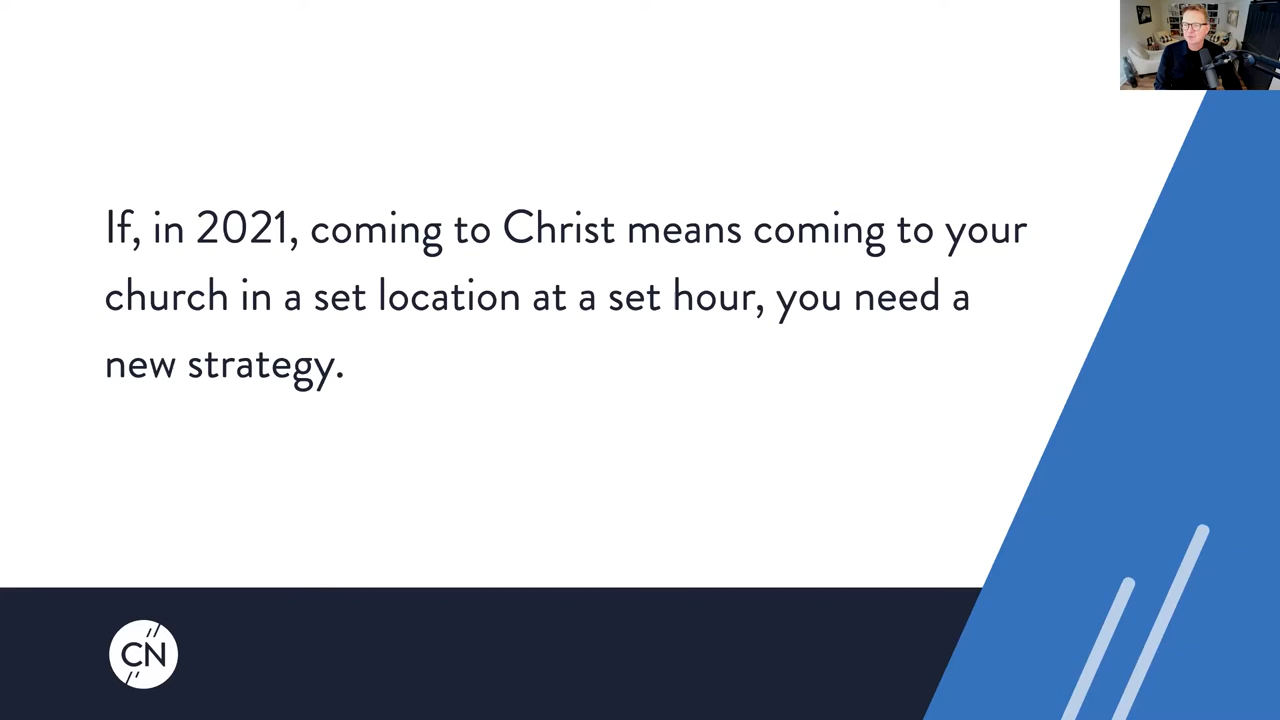 If, in 2021, coming to Christ means coming to your
church in a set location at a set hour, you need a
new strategy.
CN